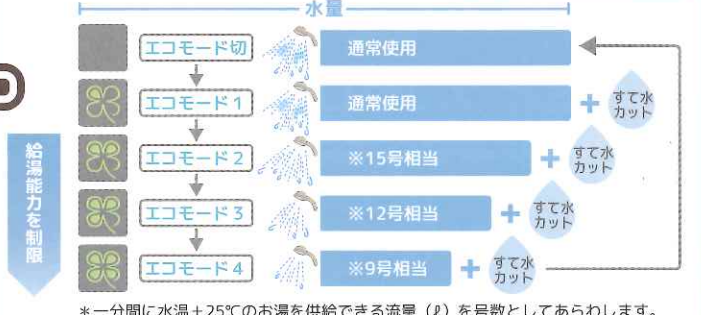 水量
エコモード切
通常使用
エコモード1
通常使用
すて水
カット
エコモード2
※15号相当
すて水
カット
エコモード3
※12号相当
すて水
カット
エコモード4
※9号相当
すて水
カット
給湯能力を制限
*一分間に水温+25℃のお湯を供給できる流量(ℓ)を号数としてあらわします。